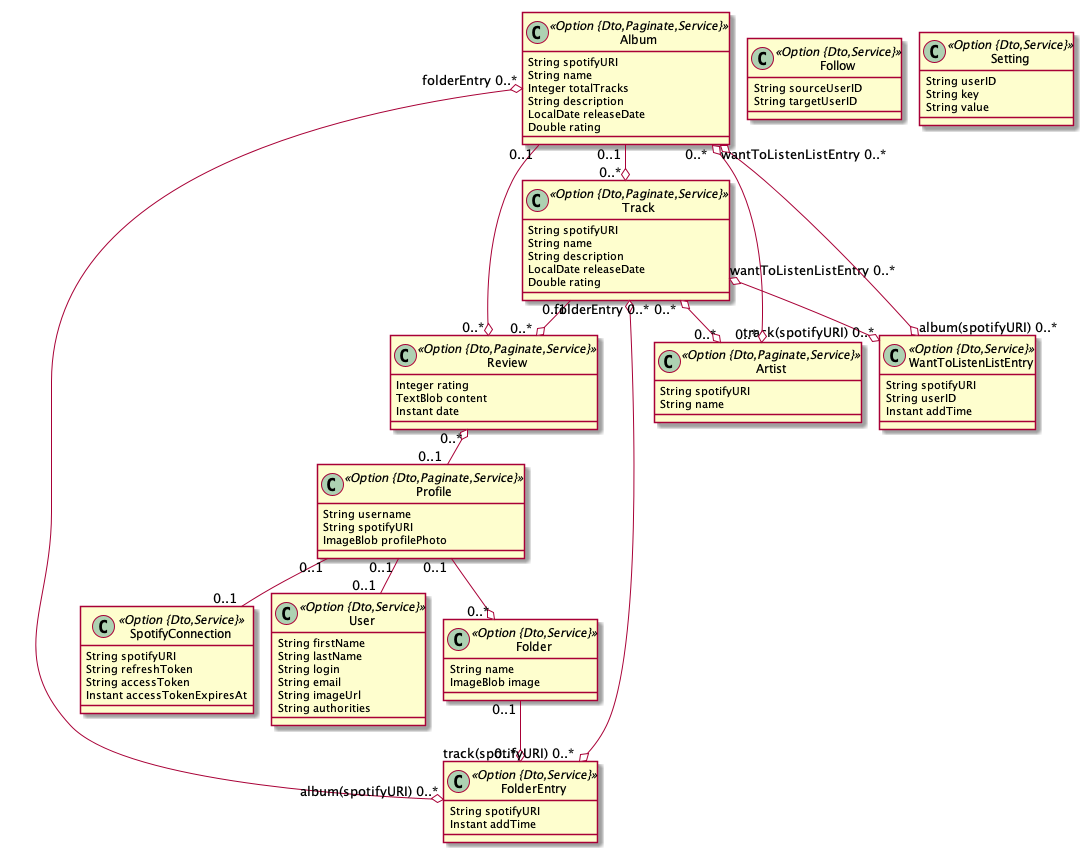 C «Option {Dto,Paginate,Service}»
Album
String spotifyURI
String name
Integer totalTracks
String description
LocalDate releaseDate
Double rating
C «Option {Dto,Service}»
Follow
String sourceUserID
String targetUserID
C «Option {Dto,Service}»
Setting
String userID
String key
String value
folderEntry 0..*
0..1
0..1
0..*
wantToListenListEntry 0..*
0..*
C «Option {Dto,Paginate,Service}»
Track
String spotifyURI
String name
String description
LocalDate releaseDate
Double rating
wantToListenListEntry 0..*
0..1
folderEntry 0..*
0..*
0..*
0..*
0..*
0..*
track(spotifyURI) 0..*
album(spotifyURI) 0..*
C «Option {Dto,Paginate,Service}»
Review
Integer rating
TextBlob content
Instant date
C «Option {Dto,Paginate,Service}»
Artist
String spotifyURI
String name
C «Option {Dto,Service}»
WantToListenListEntry
String spotifyURI
String userID
Instant addTime
0..*
0..1
C «Option {Dto,Paginate,Service}»
Profile
String username
String spotifyURI
ImageBlob profilePhoto
0..1
0..1
0..1
0..1
0..1
0..*
C «Option {Dto,Service}»
SpotifyConnection
String spotifyURI
String refreshToken
String accessToken
Instant accessTokenExpiresAt
C «Option {Dto,Service}»
User
String firstName
String lastName
String login
String email
String imageUrl
String authorities
C «Option {Dto,Service}»
Folder
String name
ImageBlob image
0..1
0..*
track(spotifyURI) 0..*
album(spotifyURI) 0..*
C «Option {Dto,Service}»
FolderEntry
String spotifyURI
Instant addTime